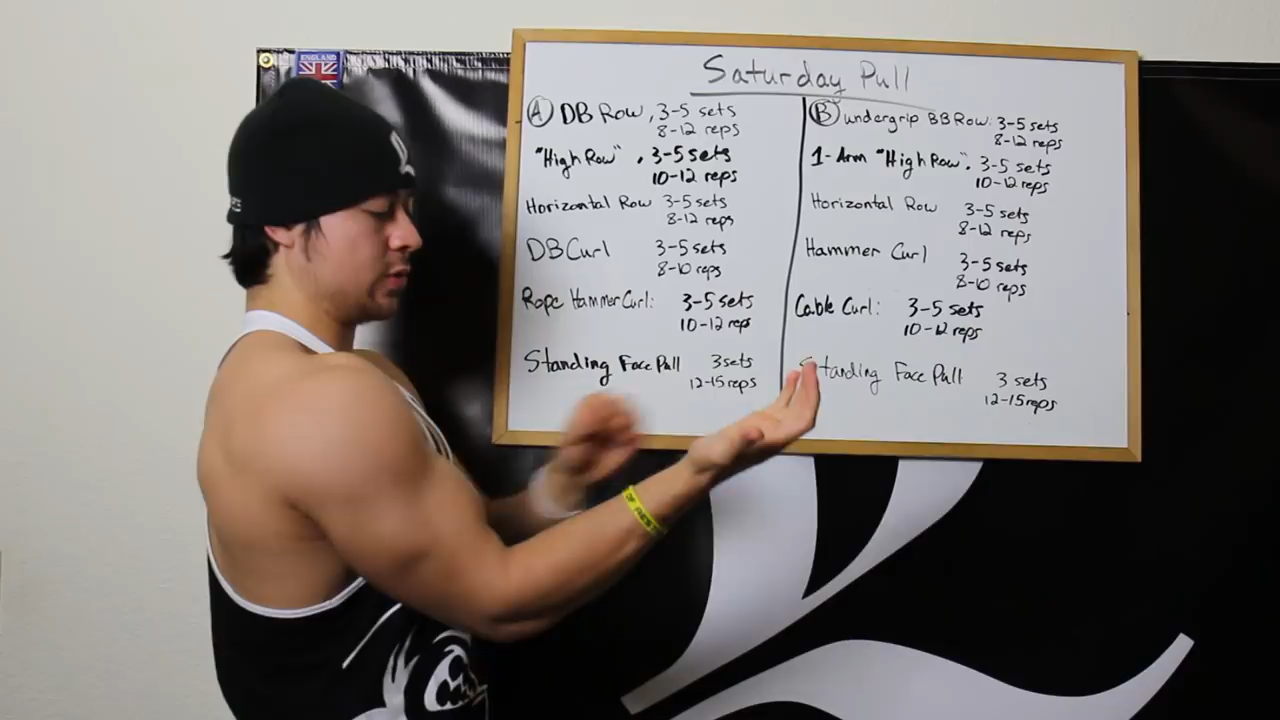 ENGLAND
Saturday Pull
A DB Row, 3-5 sets
8-12 reps
"High Row", 3-5 sets
10-12 reps
Horizontal Row 3-5 sets
8-12 reps
DB Curl 3-5 sets
8-10 reps
Rope Hammer Curl: 3-5 sets
10-12 reps
Standing Face Pull 3 sets
12-15 reps
B undergrip BB Row: 3-5 sets
8-12 reps
1-Arm "High Row". 3-5 sets
10-12 reps
Horizontal Row 3-5 sets
8-12 reps
Hammer Curl 3-5 sets
8-10 reps
Cable Curl: 3-5 sets
10-12 reps
Standing Face Pull 3 sets
12-15 reps